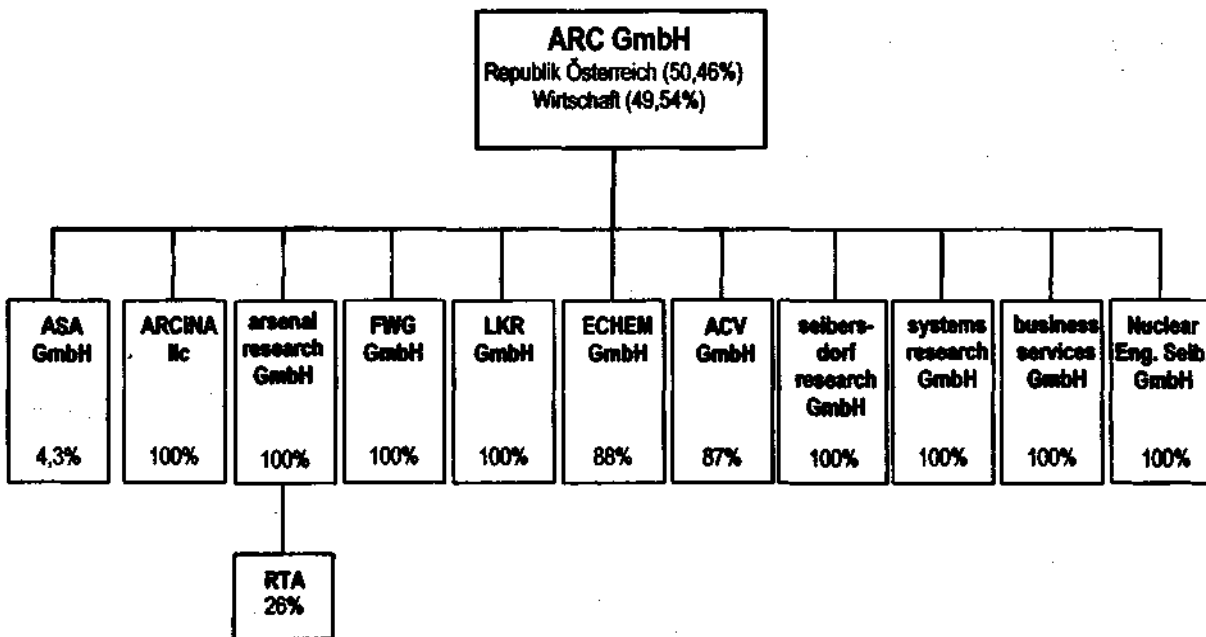 ARC GmbH
Republik Österreich (50,46%)
Wirtschaft (49,54%)
ASA
GmbH
4,3%
ARCINA
llc
100%
arsenal
research
GmbH
100%
FWG
GmbH
100%
LKR
GmbH
100%
ECHEM
GmbH
88%
ACV
GmbH
87%
seibers-
dorf
research
GmbH
100%
systems
research
GmbH
100%
business
services
GmbH
100%
Nuclear
Eng. Seib.
GmbH
100%
RTA
26%